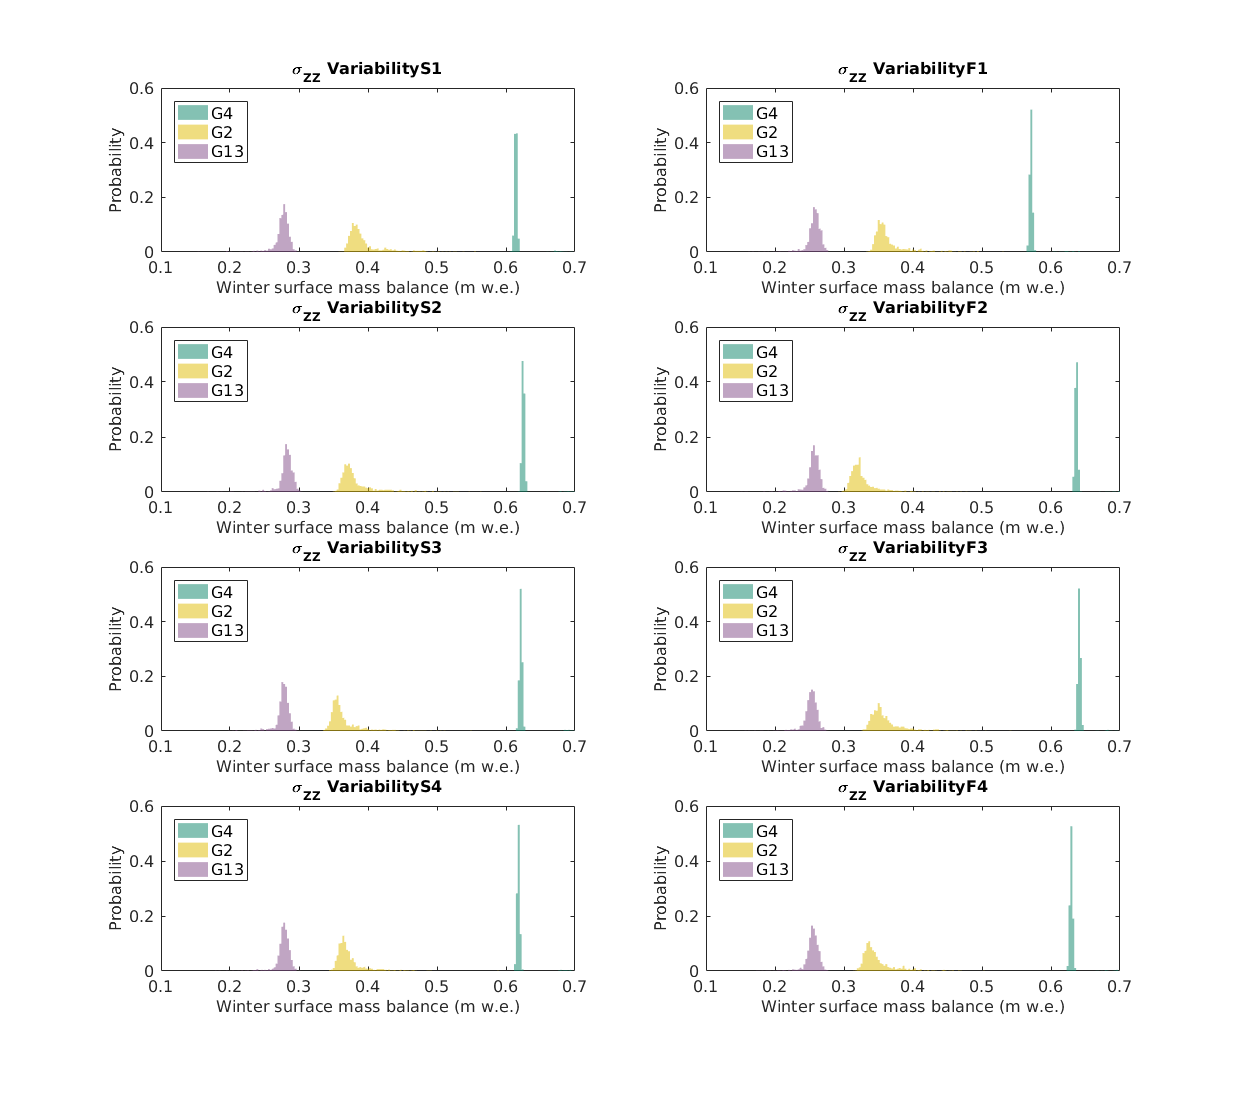 σZZ VariabilityS1
0.6
0.4
0.2
0
Probability
G4
G2
G13
0.1 0.2 0.3 0.4 0.5 0.6 0.7
Winter surface mass balance (m w.e.)
σZZ VariabilityF1
0.6
0.4
0.2
0
Probability
G4
G2
G13
0.1 0.2 0.3 0.4 0.5 0.6 0.7
Winter surface mass balance (m w.e.)
σZZ VariabilityS2
0.6
0.4
0.2
0
Probability
G4
G2
G13
0.1 0.2 0.3 0.4 0.5 0.6 0.7
Winter surface mass balance (m w.e.)
σZZ VariabilityF2
0.6
0.4
0.2
0
Probability
G4
G2
G13
0.1 0.2 0.3 0.4 0.5 0.6 0.7
Winter surface mass balance (m w.e.)
σZZ VariabilityS3
0.6
0.4
0.2
0
Probability
G4
G2
G13
0.1 0.2 0.3 0.4 0.5 0.6 0.7
Winter surface mass balance (m w.e.)
σZZ VariabilityF3
0.6
0.4
0.2
0
Probability
G4
G2
G13
0.1 0.2 0.3 0.4 0.5 0.6 0.7
Winter surface mass balance (m w.e.)
σZZ VariabilityS4
0.6
0.4
0.2
0
Probability
G4
G2
G13
0.1 0.2 0.3 0.4 0.5 0.6 0.7
Winter surface mass balance (m w.e.)
σZZ VariabilityF4
0.6
0.4
0.2
0
Probability
G4
G2
G13
0.1 0.2 0.3 0.4 0.5 0.6 0.7
Winter surface mass balance (m w.e.)